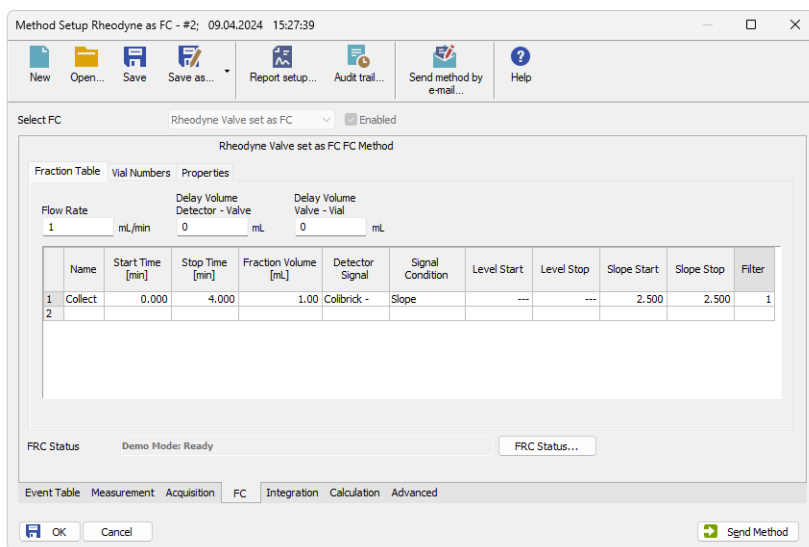 Method Setup Rheodyne as FC - #2;   09.04.2024   15:27:39
New Open... Save Save as... Report setup... Audit trail... Send method by e-mail... Help
Select FC Rheodyne Valve set as FC Enabled
Rheodyne Valve set as FC FC Method
Fraction Table Vial Numbers Properties
Flow Rate Delay Volume Detector - Valve Delay Volume Valve - Vial
1 mL/min 0 mL 0 mL
Name Start Time [min] Stop Time [min] Fraction Volume [mL] Detector Signal Signal Condition Level Start Level Stop Slope Start Slope Stop Filter
1 Collect 0.000 4.000 1.00 Colibrick - Slope --- --- 2.500 2.500 1
2
FRC Status Demo Mode: Ready FRC Status...
Event Table Measurement Acquisition FC Integration Calculation Advanced
OK Cancel Send Method